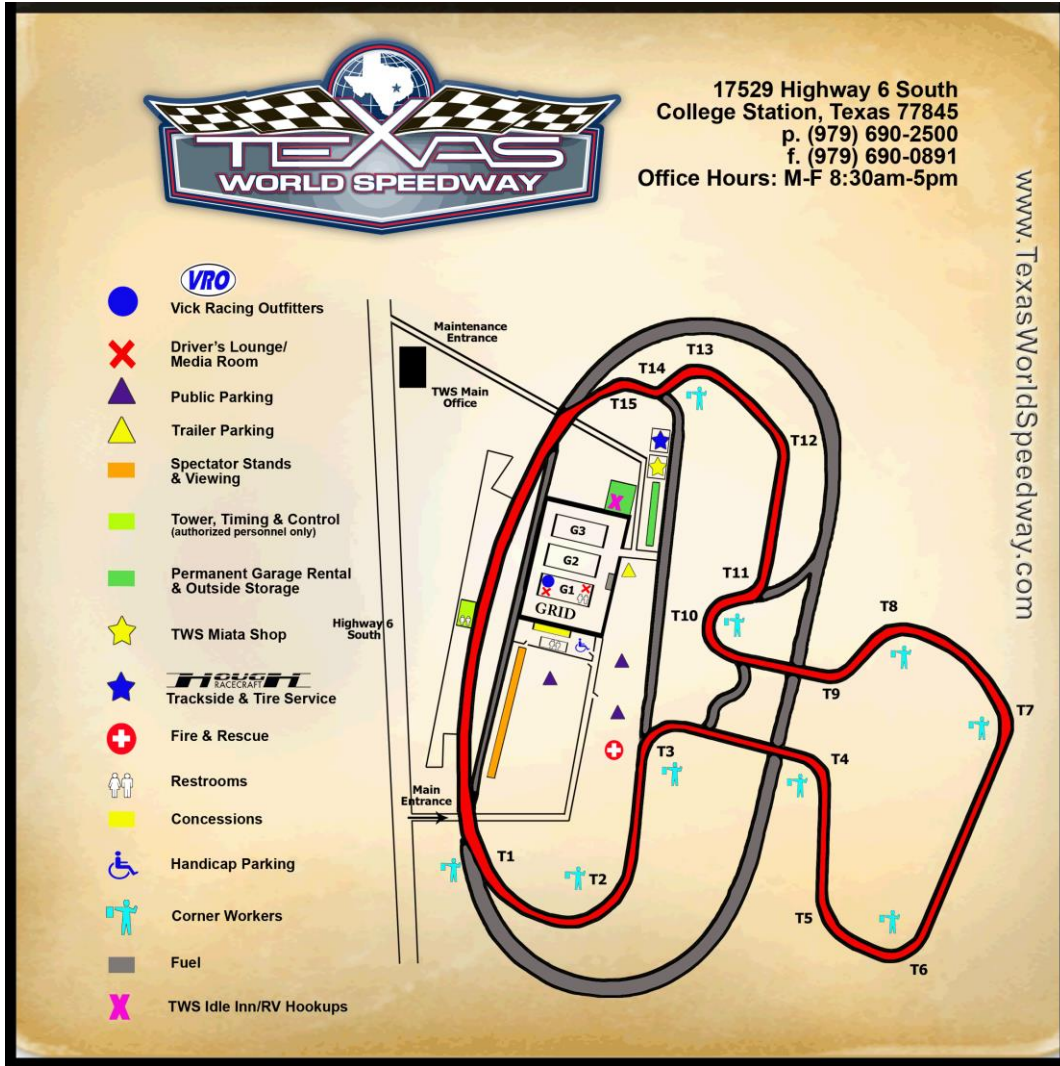 TEXAS
WORLD SPEEDWAY
17529 Highway 6 South
College Station, Texas 77845
p. (979) 690-2500
f. (979) 690-0891
Office Hours: M-F 8:30am-5pm
www.TexasWorldSpeedway.com
VRO
Vick Racing Outfitters
Driver's Lounge/
Media Room
Public Parking
Trailer Parking
Spectator Stands
& Viewing
Tower, Timing & Control
(authorized personnel only)
Permanent Garage Rental
& Outside Storage
TWS Miata Shop
HOUGH
RACECRAFT
Trackside & Tire Service
Fire & Rescue
Restrooms
Concessions
Handicap Parking
Corner Workers
Fuel
TWS Idle Inn/RV Hookups
Maintenance
Entrance
TWS Main
Office
Highway 6
South
Main
Entrance
G3
G2
G1
GRID
T13
T14
T15
T12
T11
T10
T8
T9
T7
T3
T4
T1
T2
T5
T6